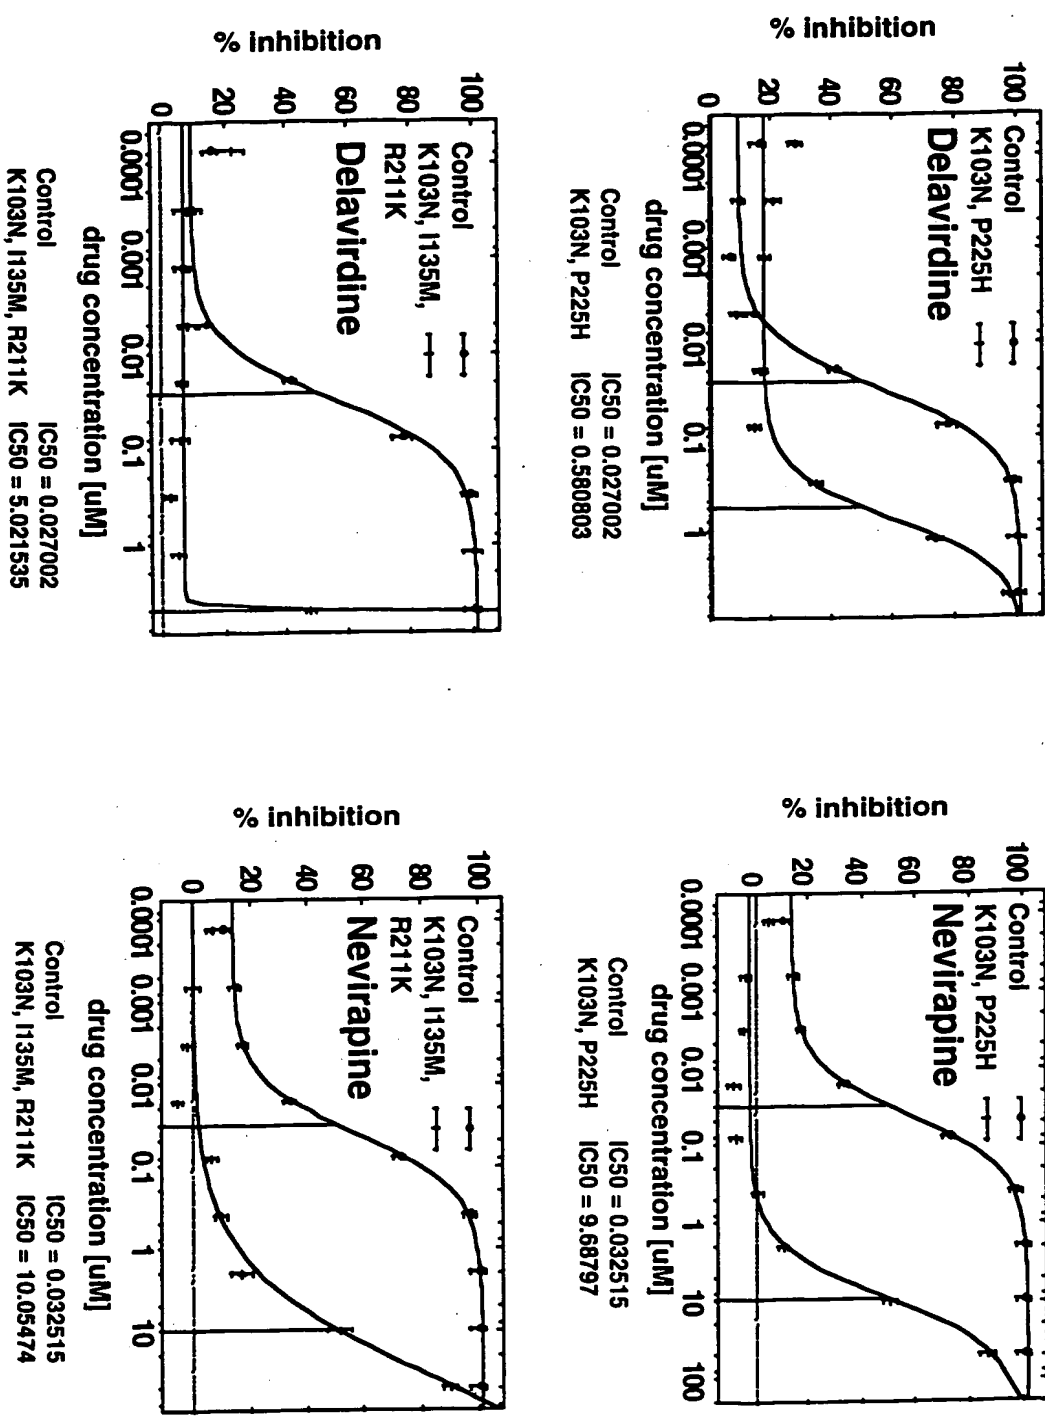 % inhibition
100
80
60
40
20
0
Control
K103N, P225H
Delavirdine
0.0001
0.001
0.01
0.1
1
drug concentration [uM]
Control IC50 = 0.027002
K103N, P225H IC50 = 0.580803
% inhibition
100
80
60
40
20
0
Control
K103N, P225H
Nevirapine
0.0001
0.001
0.01
0.1
1
10
100
drug concentration [uM]
Control IC50 = 0.032515
K103N, P225H IC50 = 9.68797
% inhibition
100
80
60
40
20
0
Control
K103N, I135M,
R211K
Delavirdine
0.0001
0.001
0.01
0.1
1
drug concentration [uM]
Control IC50 = 0.027002
K103N, I135M, R211K IC50 = 5.021535
% inhibition
100
80
60
40
20
0
Control
K103N, I135M,
R211K
Nevirapine
0.0001
0.001
0.01
0.1
1
10
drug concentration [uM]
Control IC50 = 0.032515
K103N, I135M, R211K IC50 = 10.05474